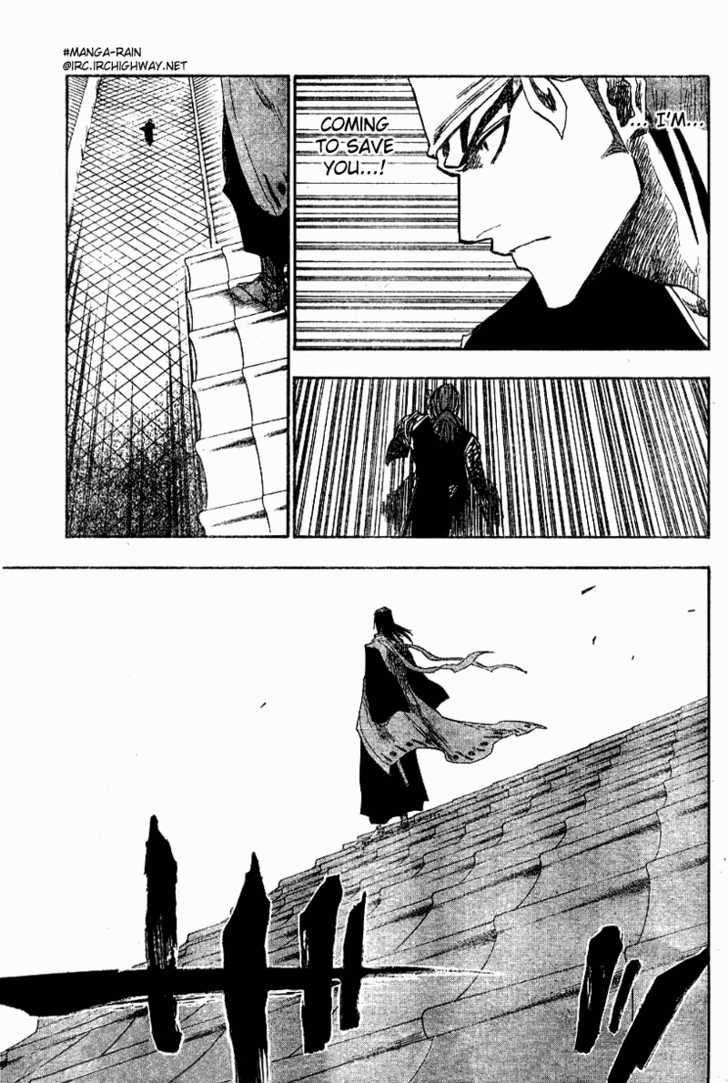 #MANGA-RAIN
@IRC.IRCHIGHWAY.NET
... I'M...
COMING
TO SAVE
YOU...!